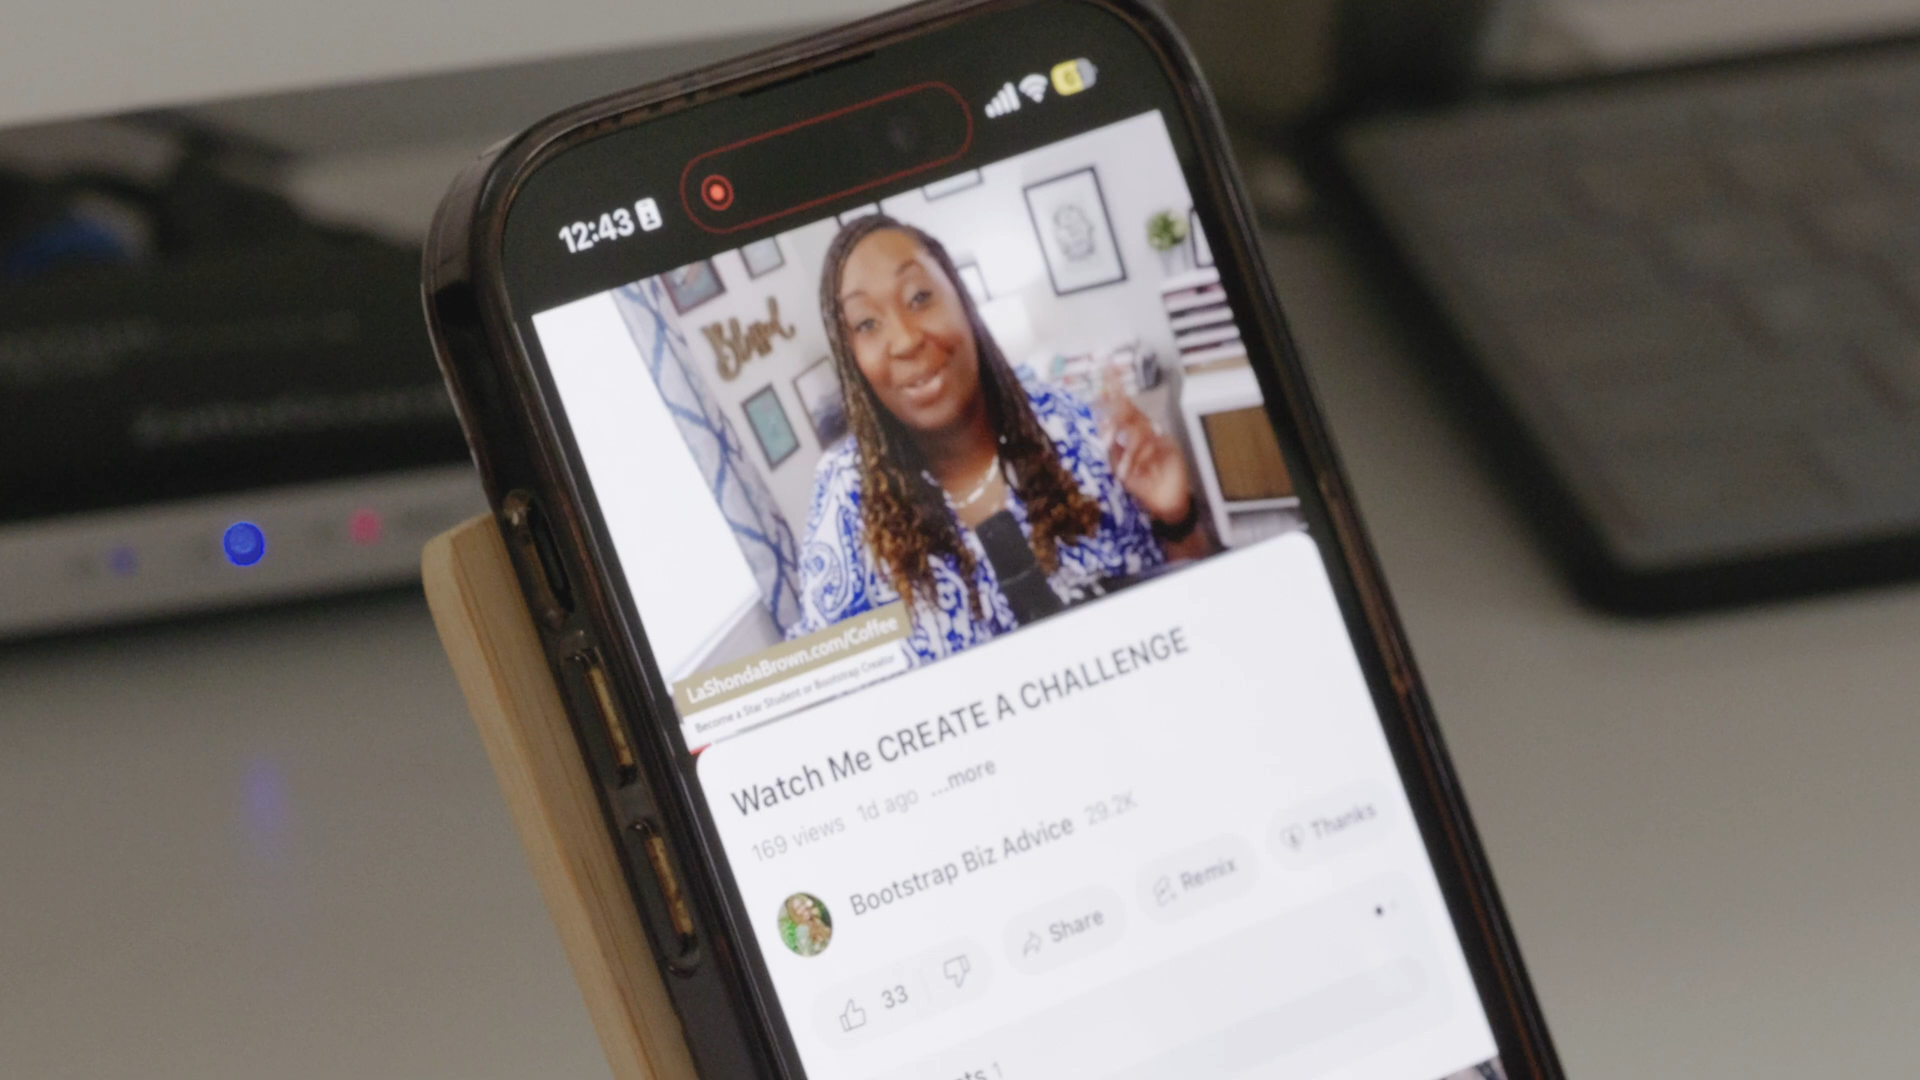 12:43
Blessed
LaShondaBrown.com/Coffee
Become a Star Student or Bootstrap Creator
Watch Me CREATE A CHALLENGE
169 views 1d ago ...more
Bootstrap Biz Advice 29.2K
33 Share Remix Thanks